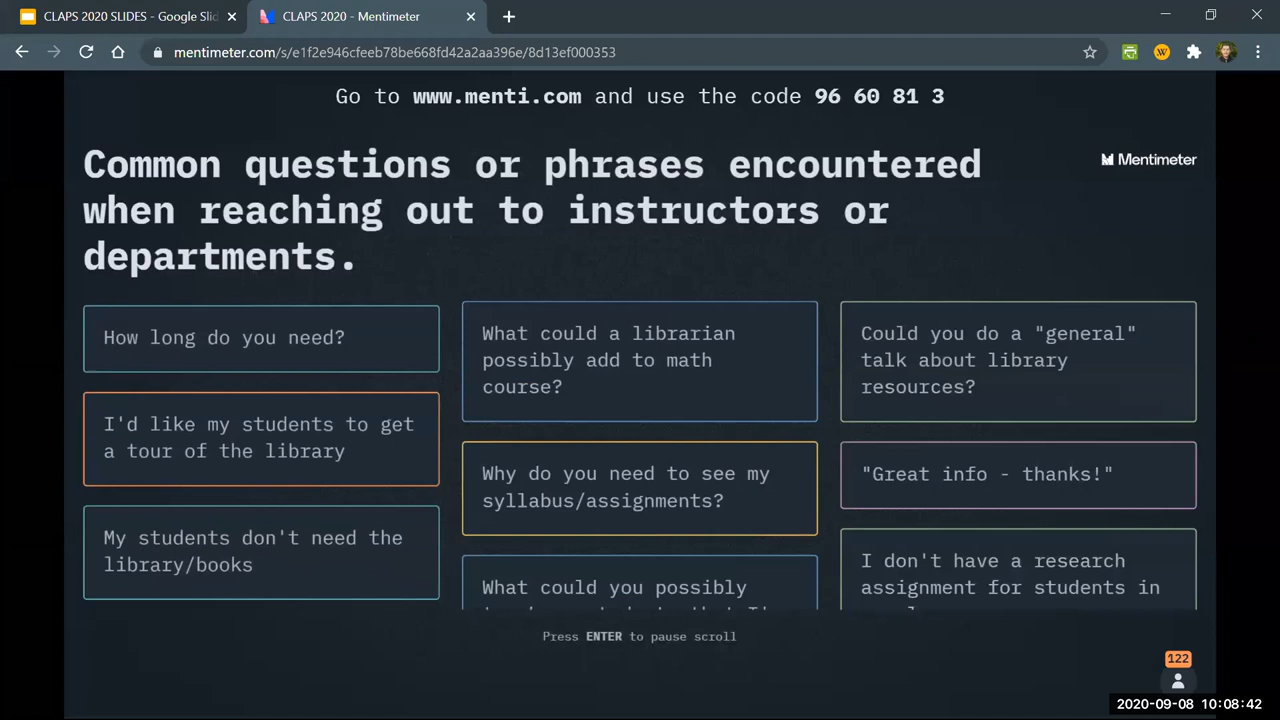 CLAPS 2020 SLIDES - Google Sli
CLAPS 2020 - Mentimeter
mentimeter.com/s/e1f2e946cfeeb78be668fd42a2aa396e/8d13ef000353
Go to www.menti.com and use the code 96 60 81 3
Mentimeter
Common questions or phrases encountered
when reaching out to instructors or
departments.
How long do you need?
I'd like my students to get
a tour of the library
My students don't need the
library/books
What could a librarian
possibly add to math
course?
Why do you need to see my
syllabus/assignments?
What could you possibly
Could you do a "general"
talk about library
resources?
"Great info - thanks!"
I don't have a research
assignment for students in
Press ENTER to pause scroll
122
2020-09-08 10:08:42